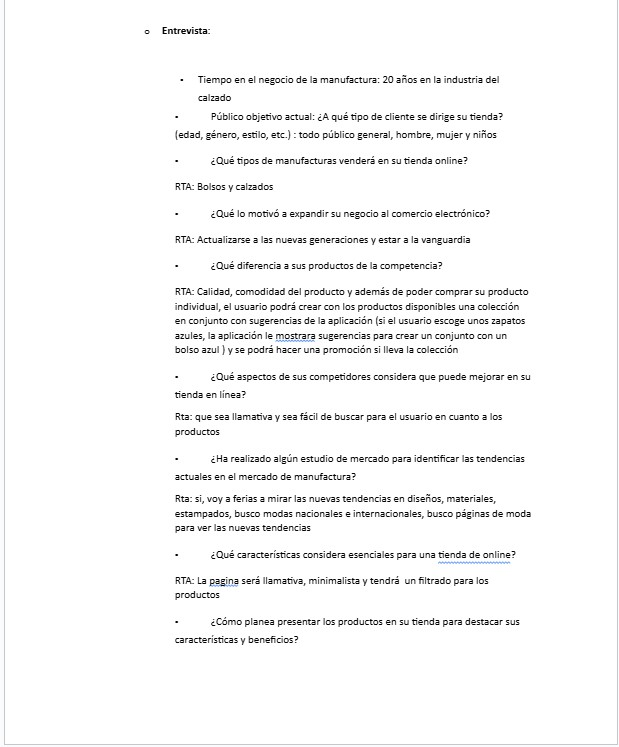 o Entrevista:
▪ Tiempo en el negocio de la manufactura: 20 años en la industria del
calzado
▪ Público objetivo actual: ¿A qué tipo de cliente se dirige su tienda?
(edad, género, estilo, etc.) : todo público general, hombre, mujer y niños
▪ ¿Qué tipos de manufacturas venderá en su tienda online?
RTA: Bolsos y calzados
▪ ¿Qué lo motivó a expandir su negocio al comercio electrónico?
RTA: Actualizarse a las nuevas generaciones y estar a la vanguardia
▪ ¿Qué diferencia a sus productos de la competencia?
RTA: Calidad, comodidad del producto y además de poder comprar su producto
individual, el usuario podrá crear con los productos disponibles una colección
en conjunto con sugerencias de la aplicación (si el usuario escoge unos zapatos
azules, la aplicación le mostrara sugerencias para crear un conjunto con un
bolso azul ) y se podrá hacer una promoción si lleva la colección
▪ ¿Qué aspectos de sus competidores considera que puede mejorar en su
tienda en línea?
Rta: que sea llamativa y sea fácil de buscar para el usuario en cuanto a los
productos
▪ ¿Ha realizado algún estudio de mercado para identificar las tendencias
actuales en el mercado de manufactura?
Rta: si, voy a ferias a mirar las nuevas tendencias en diseños, materiales,
estampados, busco modas nacionales e internacionales, busco páginas de moda
para ver las nuevas tendencias
▪ ¿Qué características considera esenciales para una tienda de online?
RTA: La pagina será llamativa, minimalista y tendrá un filtrado para los
productos
▪ ¿Cómo planea presentar los productos en su tienda para destacar sus
características y beneficios?